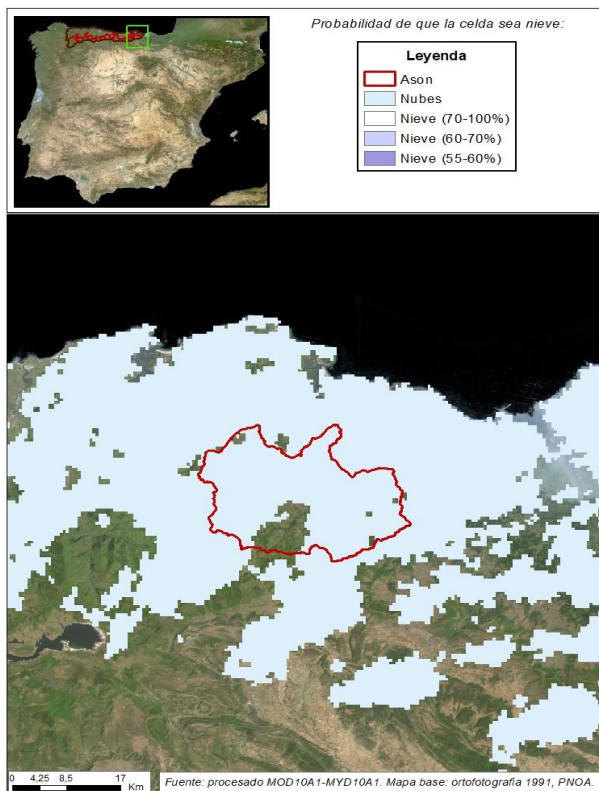 Probabilidad de que la celda sea nieve:
Leyenda
Ason
Nubes
Nieve (70-100%)
Nieve (60-70%)
Nieve (55-60%)
0 4,25 8,5 17
Km
Fuente: procesado MOD10A1-MYD10A1. Mapa base: ortofotografia 1991, PNOA.